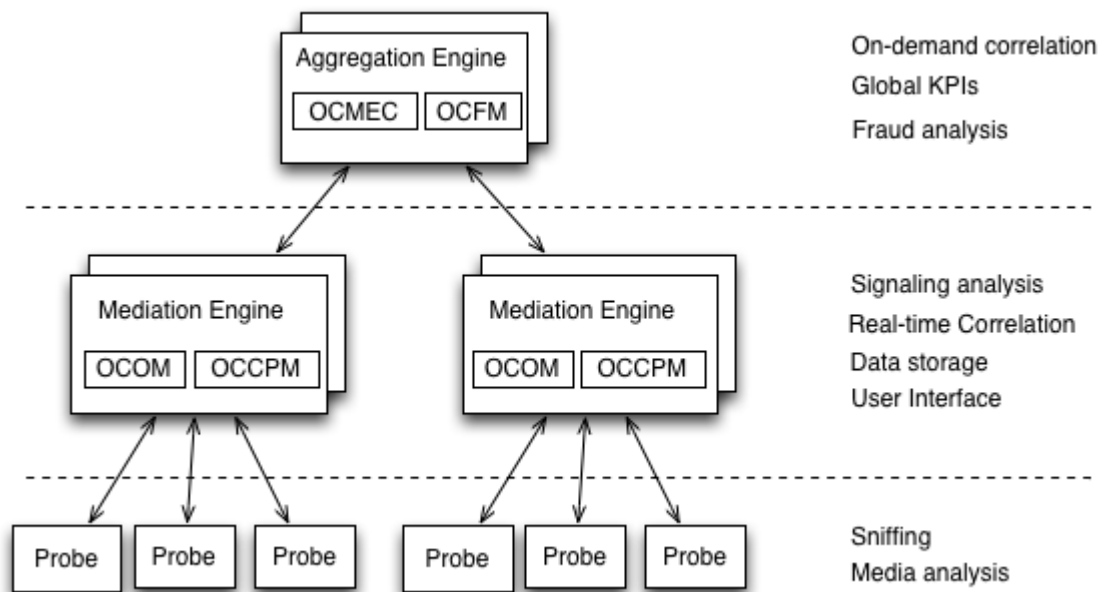 Aggregation Engine
OCMEC
OCFM
On-demand correlation
Global KPIs
Fraud analysis
Mediation Engine
OCOM
OCCPM
Mediation Engine
OCOM
OCCPM
Signaling analysis
Real-time Correlation
Data storage
User Interface
Probe
Probe
Probe
Probe
Probe
Probe
Sniffing
Media analysis